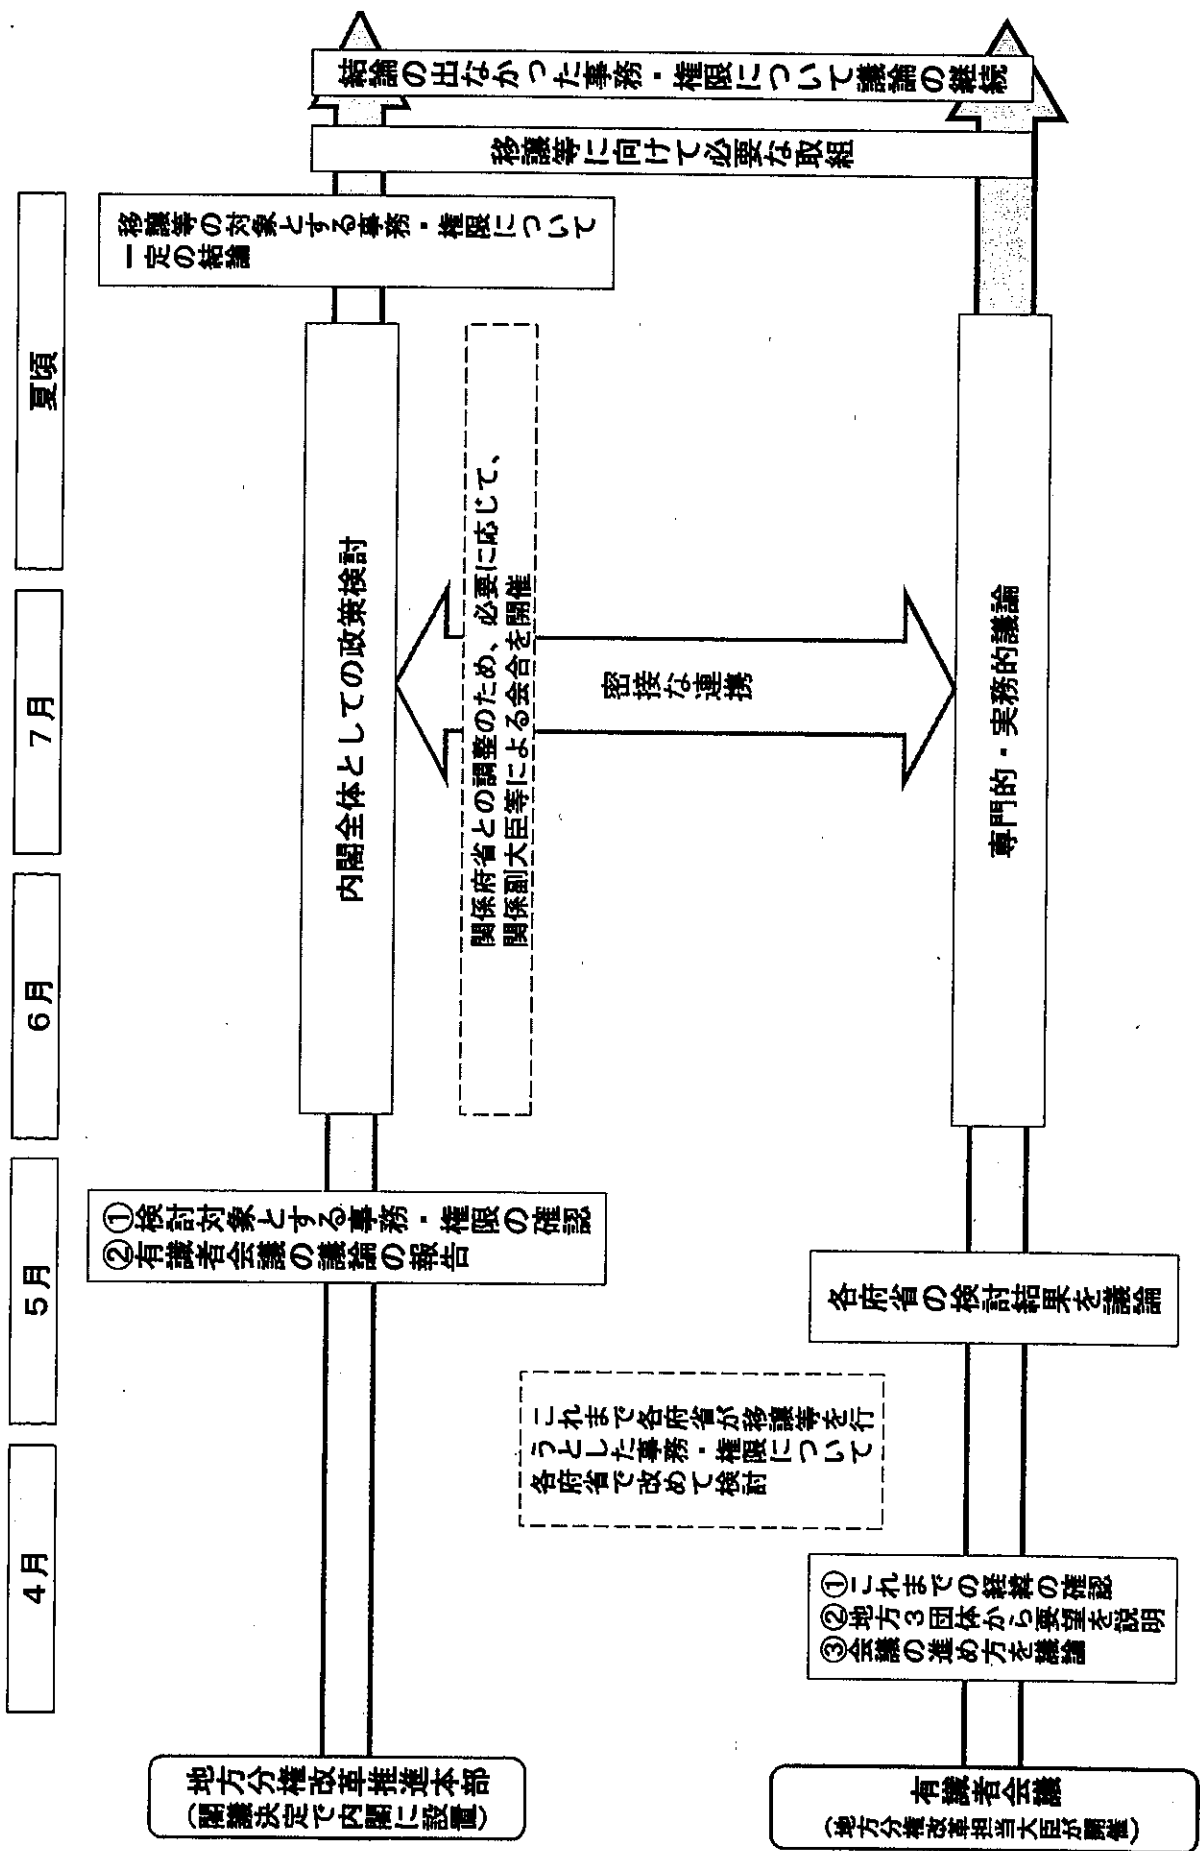 4月
5月
6月
7月
夏頃
地方分権改革推進本部
(閣議決定で内閣に設置)
①検討対象とする事務・権限の確認
②有識者会議の議論の報告
内閣全体としての政策検討
移譲等の対象とする事務・権限について
一定の結論
関係府省との調整のため、必要に応じて、
関係副大臣等による会合を開催
密接な連携
これまで各府省が移譲等を行
うとした事務・権限について
各府省で改めて検討
有識者会議
(地方分権改革担当大臣が開催)
①これまでの経緯の確認
②地方3団体から要望を説明
③会議の進め方を議論
各府省の検討結果を議論
専門的・実務的議論
移譲等に向けて必要な取組
結論の出なかった事務・権限について議論の継続